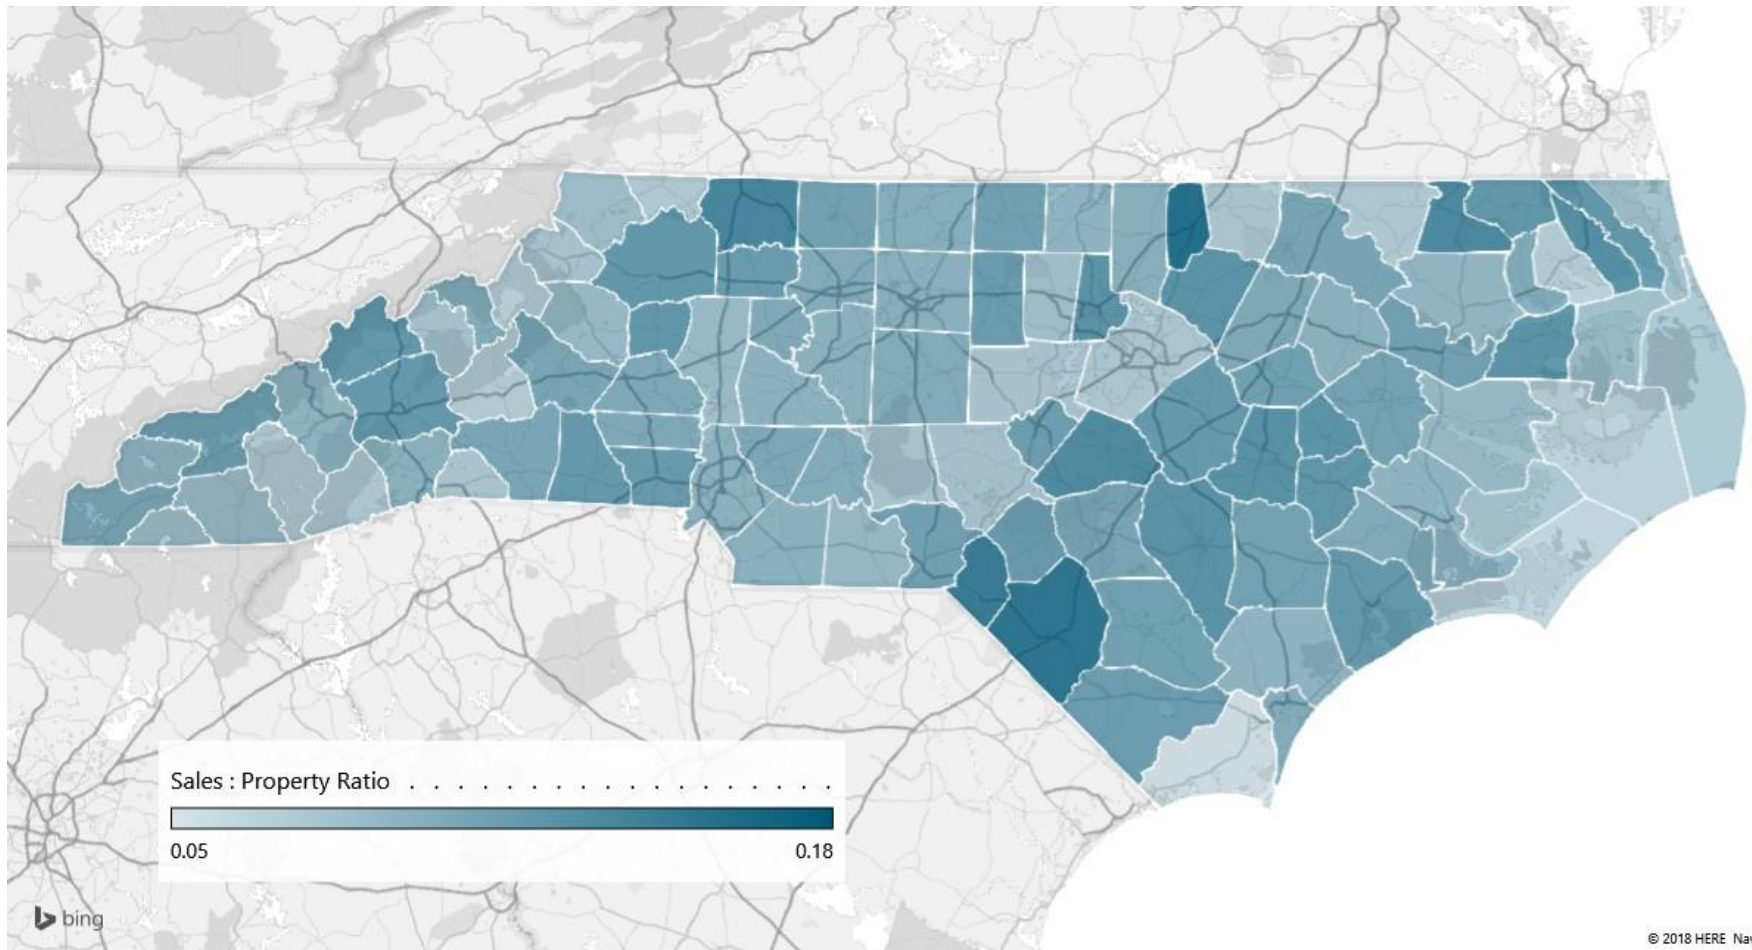 Sales : Property Ratio . . . . . . . . . . . . . . . . . .
0.05 0.18
bing
© 2018 HERE